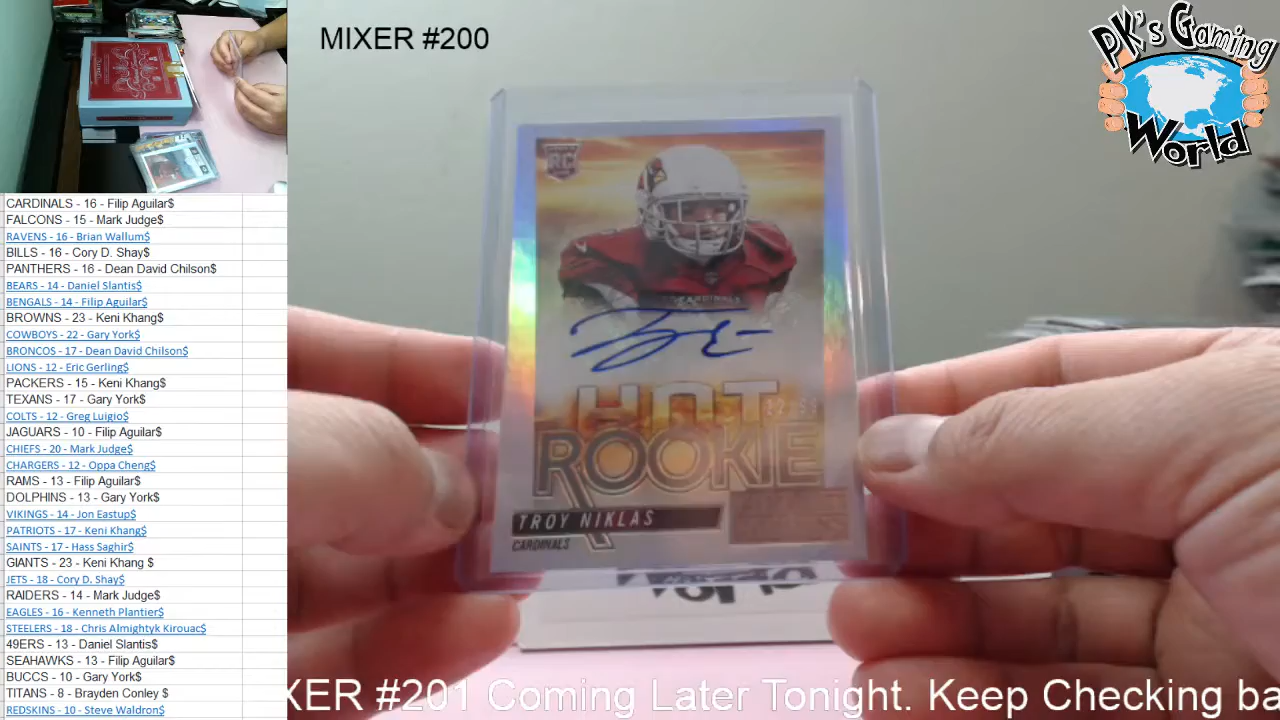 MIXER #200
PK's Gaming
World
CARDINALS - 16 - Filip Aguilar$
FALCONS - 15 - Mark Judge$
RAVENS - 16 - Brian Wallum$
BILLS - 16 - Cory D. Shay$
PANTHERS - 16 - Dean David Chilson$
BEARS - 14 - Daniel Slantis$
BENGALS - 14 - Filip Aguilar$
BROWNS - 23 - Keni Khang$
COWBOYS - 22 - Gary York$
BRONCOS - 17 - Dean David Chilson$
LIONS - 12 - Eric Gerling$
PACKERS - 15 - Keni Khang$
TEXANS - 17 - Gary York$
COLTS - 12 - Greg Luigio$
JAGUARS - 10 - Filip Aguilar$
CHIEFS - 20 - Mark Judge$
CHARGERS - 12 - Oppa Cheng$
RAMS - 13 - Filip Aguilar$
DOLPHINS - 13 - Gary York$
VIKINGS - 14 - Jon Eastup$
PATRIOTS - 17 - Keni Khang$
SAINTS - 17 - Hass Saghir$
GIANTS - 23 - Keni Khang $
JETS - 18 - Cory D. Shay$
RAIDERS - 14 - Mark Judge$
EAGLES - 16 - Kenneth Plantier$
STEELERS - 18 - Chris Almightyk Kirouac$
49ERS - 13 - Daniel Slantis$
SEAHAWKS - 13 - Filip Aguilar$
BUCCS - 10 - Gary York$
TITANS - 8 - Brayden Conley $
REDSKINS - 10 - Steve Waldron$
RC
CARDINALS
HOT
ROOKIE
TROY NIKLAS
CARDINALS
XER #201 Coming Later Tonight. Keep Checking ba